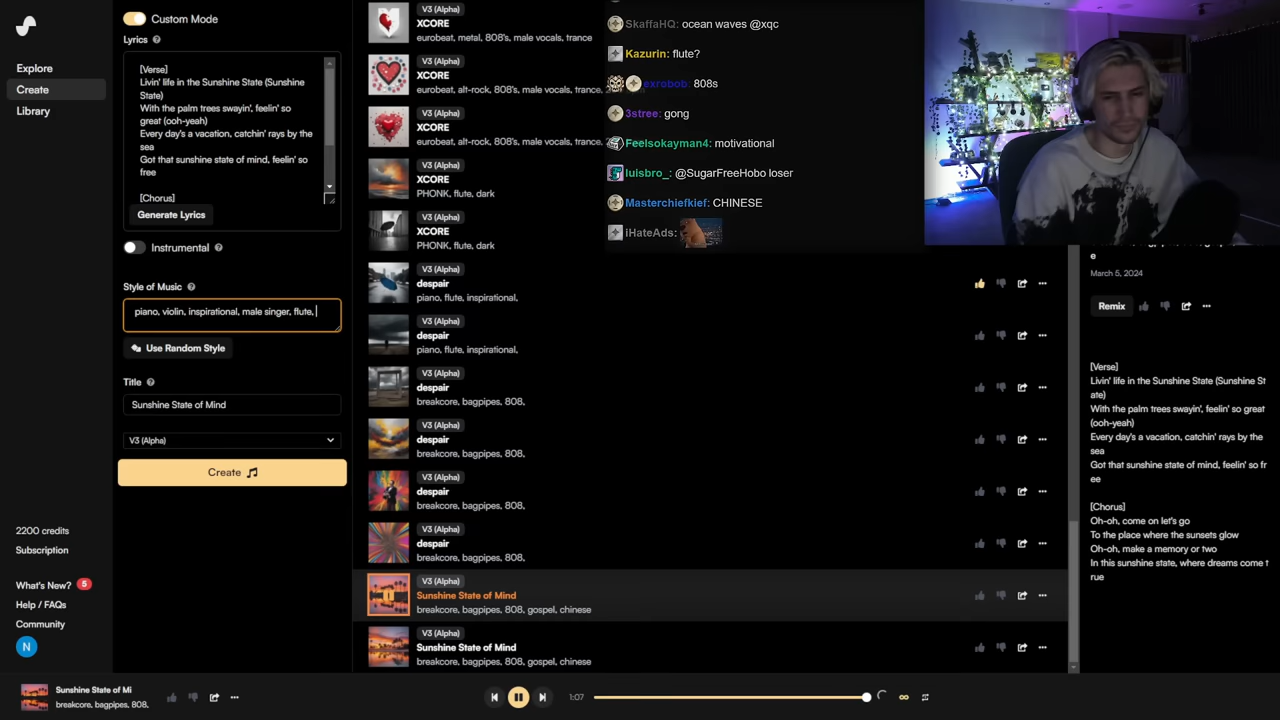 Custom Mode
Lyrics
[Verse]
Livin' life in the Sunshine State (Sunshine
State)
With the palm trees swayin', feelin' so
great (ooh-yeah)
Every day's a vacation, catchin' rays by the
sea
Got that sunshine state of mind, feelin' so
free
[Chorus]
Generate Lyrics
Instrumental
Style of Music
piano, violin, inspirational, male singer, flute,
Use Random Style
Title
Sunshine State of Mind
V3 (Alpha)
Create
Explore
Create
Library
2200 credits
Subscription
What's New? 5
Help / FAQs
Community
N
V3 (Alpha)
XCORE
eurobeat, metal, 808's, male vocals, trance
V3 (Alpha)
XCORE
eurobeat, alt-rock, 808's, male vocals, trance,
V3 (Alpha)
XCORE
eurobeat, alt-rock, 808's, male vocals, trance,
V3 (Alpha)
XCORE
PHONK, flute, dark
V3 (Alpha)
XCORE
PHONK, flute, dark
V3 (Alpha)
despair
piano, flute, inspirational,
V3 (Alpha)
despair
piano, flute, inspirational,
V3 (Alpha)
despair
breakcore, bagpipes, 808,
V3 (Alpha)
despair
breakcore, bagpipes, 808,
V3 (Alpha)
despair
breakcore, bagpipes, 808,
V3 (Alpha)
despair
breakcore, bagpipes, 808,
V3 (Alpha)
Sunshine State of Mind
breakcore, bagpipes, 808, gospel, chinese
V3 (Alpha)
Sunshine State of Mind
breakcore, bagpipes, 808, gospel, chinese
SkaffaHQ: ocean waves @xqc
Kazurin: flute?
exrobob: 808s
3stree: gong
Feelsokayman4: motivational
luisbro_: @SugarFreeHobo loser
Masterchiefkief: CHINESE
iHateAds:
e
March 5, 2024
Remix
[Verse]
Livin' life in the Sunshine State (Sunshine St
ate)
With the palm trees swayin', feelin' so great
(ooh-yeah)
Every day's a vacation, catchin' rays by the
sea
Got that sunshine state of mind, feelin' so fr
ee
[Chorus]
Oh-oh, come on let's go
To the place where the sunsets glow
Oh-oh, make a memory or two
In this sunshine state, where dreams come t
rue
Sunshine State of Mi
breakcore, bagpipes, 808,
1:07